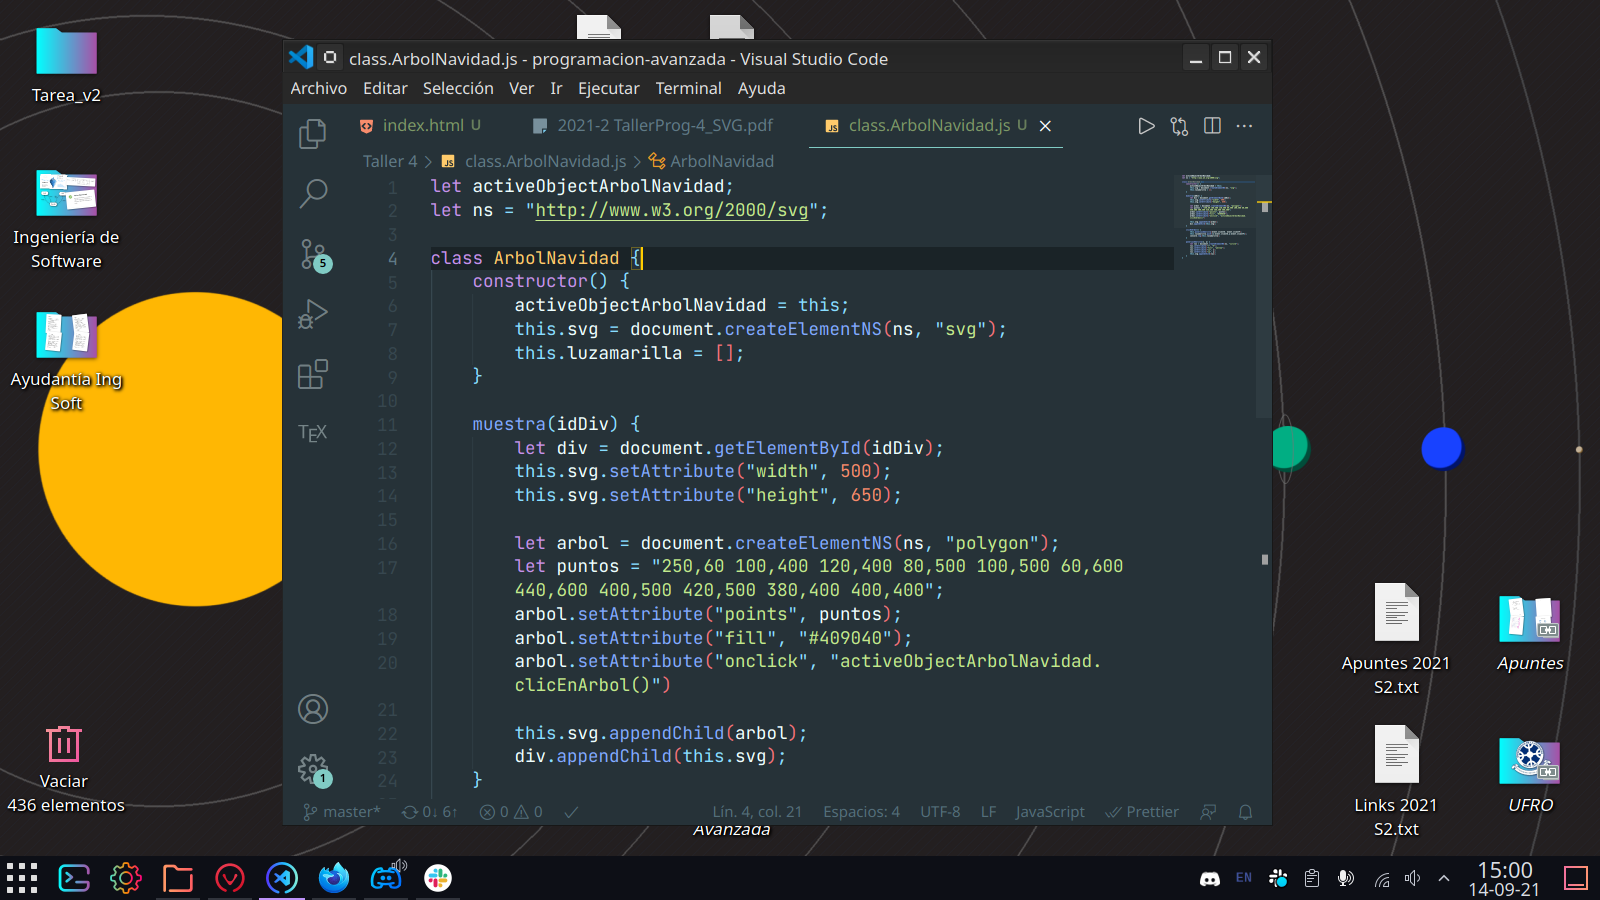 Tarea_v2
Ingeniería de
Software
Ayudantía Ing
Soft
Vaciar
436 elementos
class.ArbolNavidad.js - programacion-avanzada - Visual Studio Code
Archivo Editar Selección Ver Ir Ejecutar Terminal Ayuda
index.html U 2021-2 TallerProg-4_SVG.pdf JS class.ArbolNavidad.js U
Taller 4 > JS class.ArbolNavidad.js > ArbolNavidad
1 let activeObjectArbolNavidad;
2 let ns = "http://www.w3.org/2000/svg";
3
4 class ArbolNavidad {
5 constructor() {
6 activeObjectArbolNavidad = this;
7 this.svg = document.createElementNS(ns, "svg");
8 this.luzamarilla = [];
9 }
10
11 muestra(idDiv) {
12 let div = document.getElementById(idDiv);
13 this.svg.setAttribute("width", 500);
14 this.svg.setAttribute("height", 650);
15
16 let arbol = document.createElementNS(ns, "polygon");
17 let puntos = "250,60 100,400 120,400 80,500 100,500 60,600
440,600 400,500 420,500 380,400 400,400";
18 arbol.setAttribute("points", puntos);
19 arbol.setAttribute("fill", "#409040");
20 arbol.setAttribute("onclick", "activeObjectArbolNavidad.
clicEnArbol()")
21
22 this.svg.appendChild(arbol);
23 div.appendChild(this.svg);
24 }
5
TEX
1
master* 0↓ 6↑ 0 0 Lín. 4, col. 21 Espacios: 4 UTF-8 LF JavaScript Prettier
Avanzada
Apuntes 2021
S2.txt
Apuntes
Links 2021
S2.txt
UFRO
EN
15:00
14-09-21